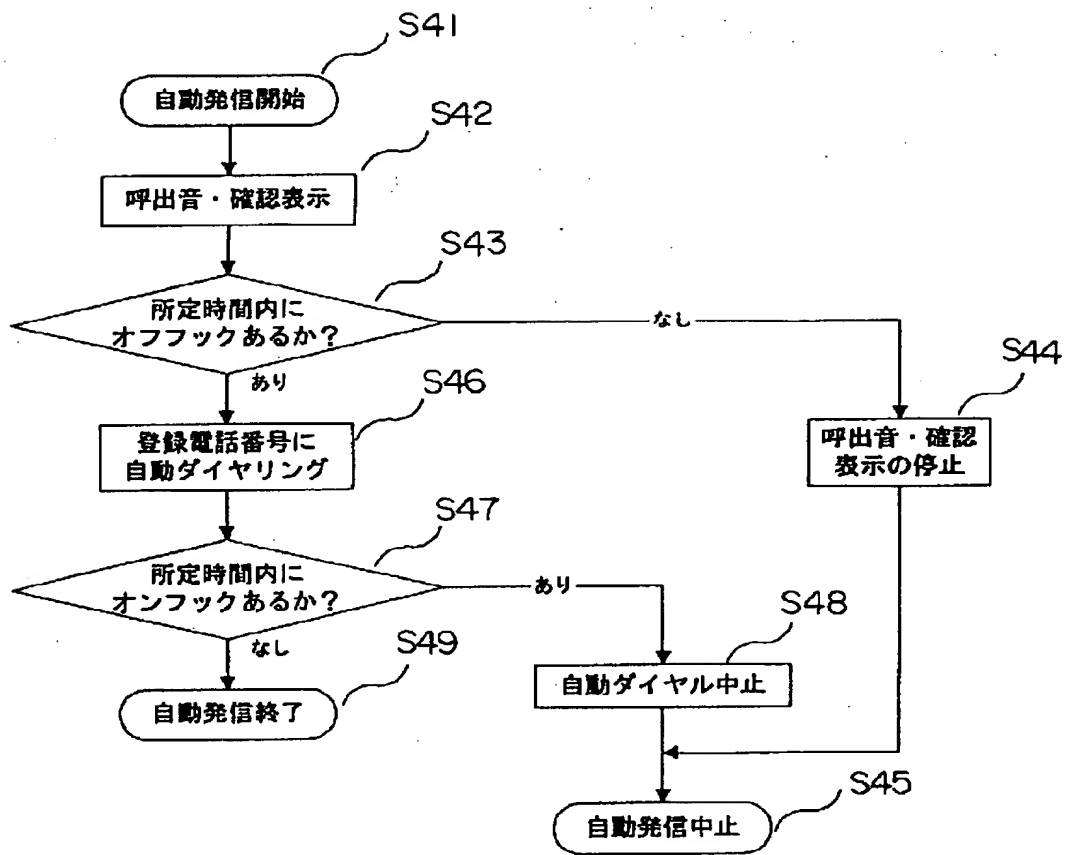 S41
自動発信開始
S42
呼出音・確認表示
S43
所定時間内に
オフフックあるか?
なし
あり
S44
呼出音・確認
表示の停止
S46
登録電話番号に
自動ダイヤリング
S47
所定時間内に
オンフックあるか?
あり
なし
S48
自動ダイヤル中止
S49
自動発信終了
S45
自動発信中止